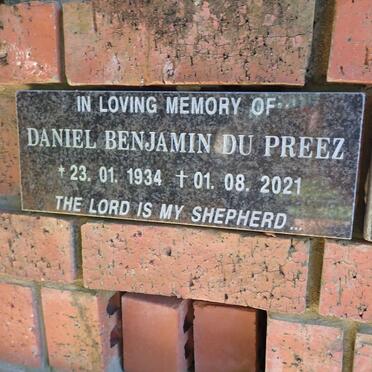 IN LOVING MEMORY OF:
DANIEL BENJAMIN DU PREEZ
* 23. 01. 1934 † 01. 08. 2021
THE LORD IS MY SHEPHERD...